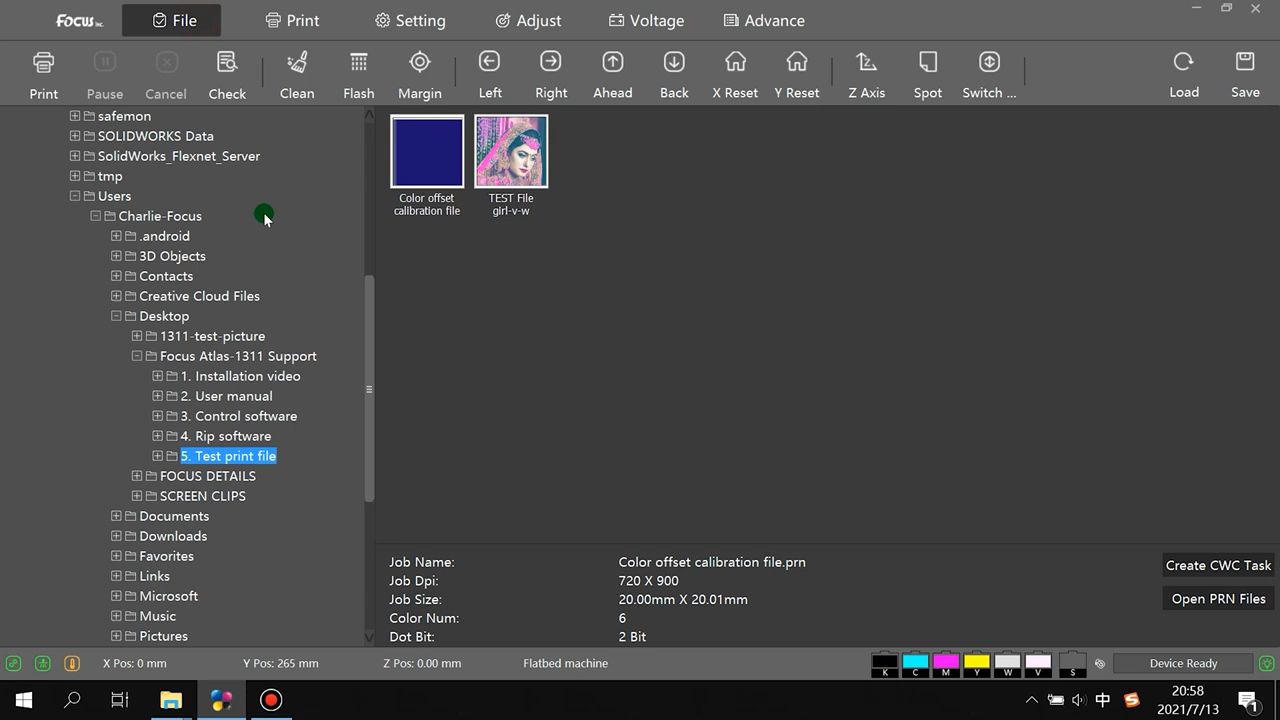 Focus Inc.
File
Print
Setting
Adjust
Voltage
Advance
Print
Pause
Cancel
Check
Clean
Flash
Margin
Left
Right
Ahead
Back
X Reset
Y Reset
Z Axis
Spot
Switch ...
Load
Save
safemon
SOLIDWORKS Data
SolidWorks_Flexnet_Server
tmp
Users
Charlie-Focus
.android
3D Objects
Contacts
Creative Cloud Files
Desktop
1311-test-picture
Focus Atlas-1311 Support
1. Installation video
2. User manual
3. Control software
4. Rip software
5. Test print file
FOCUS DETAILS
SCREEN CLIPS
Documents
Downloads
Favorites
Links
Microsoft
Music
Pictures
Color offset
calibration file
TEST File
girl-v-w
Job Name: Color offset calibration file.prn
Job Dpi: 720 X 900
Job Size: 20.00mm X 20.01mm
Color Num: 6
Dot Bit: 2 Bit
Create CWC Task
Open PRN Files
X Pos: 0 mm
Y Pos: 265 mm
Z Pos: 0.00 mm
Flatbed machine
K
C
M
Y
W
V
S
Device Ready
中
20:58
2021/7/13
1